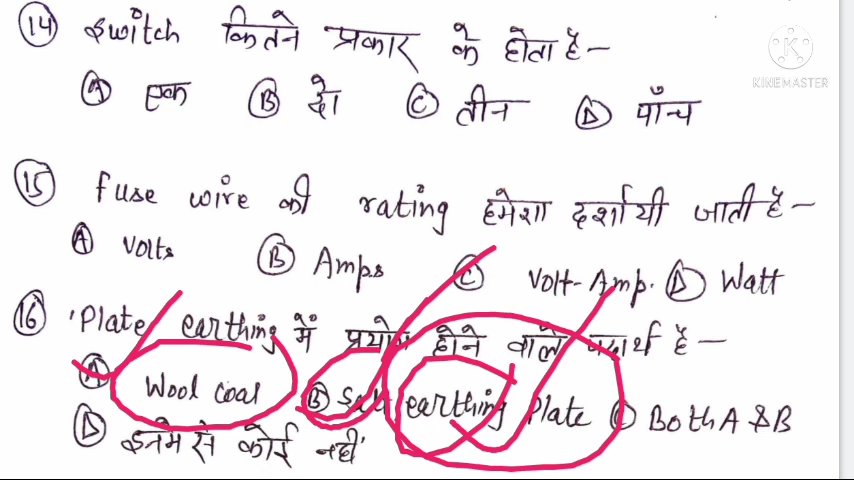 (14) Switch कितने प्रकार के होता है -
(A) एक (B) दो (C) तीन (D) पाँच
KINEMASTER
(15) fuse wire की rating हमेशा दर्शायी जाती है -
(A) Volts (B) Amps (C) Volt-Amp. (D) Watt
(16) 'Plate earthing में प्रयोग होने वाले पदार्थ है -
(A) Wool coal (B) Salt earthing Plate (C) Both A & B
(D) इनमें से कोई नहीं'